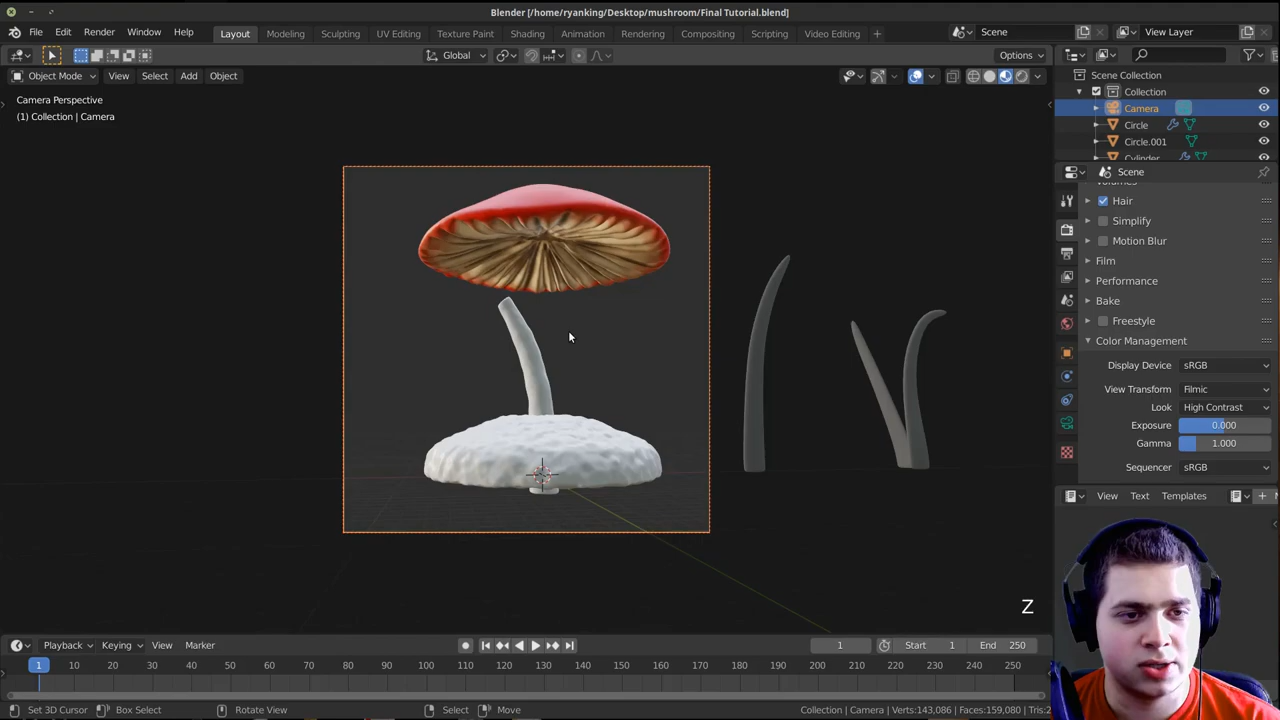 Blender [/home/ryanking/Desktop/mushroom/Final Tutorial.blend]
File Edit Render Window Help Layout Modeling Sculpting UV Editing Texture Paint Shading Animation Rendering Compositing Scripting Video Editing + Scene View Layer
Global Options
Object Mode View Select Add Object
Camera Perspective
(1) Collection | Camera
Scene Collection
Collection
Camera
Circle
Circle.001
Cylinder
Scene
Volumes
Hair
Simplify
Motion Blur
Film
Performance
Bake
Freestyle
Color Management
Display Device sRGB
View Transform Filmic
Look High Contrast
Exposure 0.000
Gamma 1.000
Sequencer sRGB
View Text Templates
Z
Playback Keying View Marker 1 Start 1 End 250
1 10 20 30 40 50 60 70 80 90 100 110 120 130 140 150 160 170 180 190 200 210 220 230 240 250
Set 3D Cursor Box Select Rotate View Select Move Collection | Camera | Verts:143,086 | Faces:159,080 | Tris:2